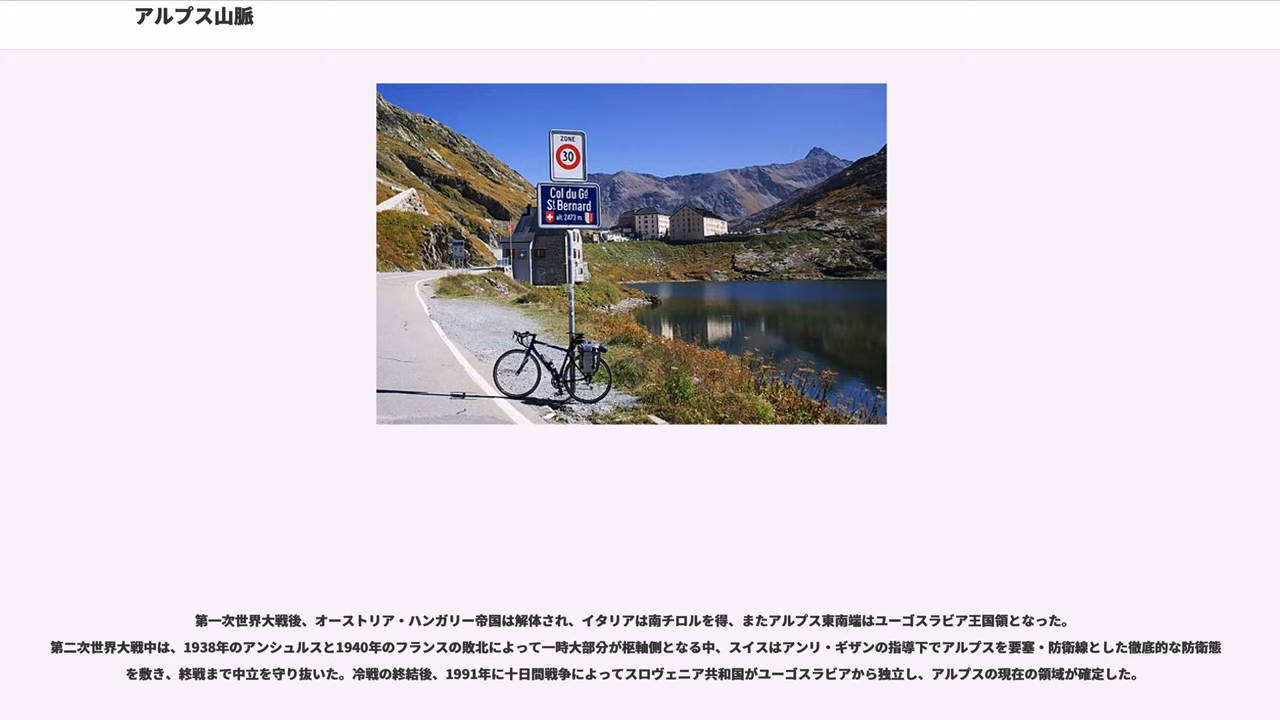 アルプス山脈
ZONE
30
Col du Gd
St Bernard
alt. 2473 m.
第一次世界大戦後、オーストリア・ハンガリー帝国は解体され、イタリアは南チロルを得、またアルプス東南端はユーゴスラビア王国領となった。
第二次世界大戦中は、1938年のアンシュルスと1940年のフランスの敗北によって一時大部分が枢軸側となる中、スイスはアンリ・ギザンの指導下でアルプスを要塞・防衛線とした徹底的な防衛態
を敷き、終戦まで中立を守り抜いた。冷戦の終結後、1991年に十日間戦争によってスロヴェニア共和国がユーゴスラビアから独立し、アルプスの現在の領域が確定した。